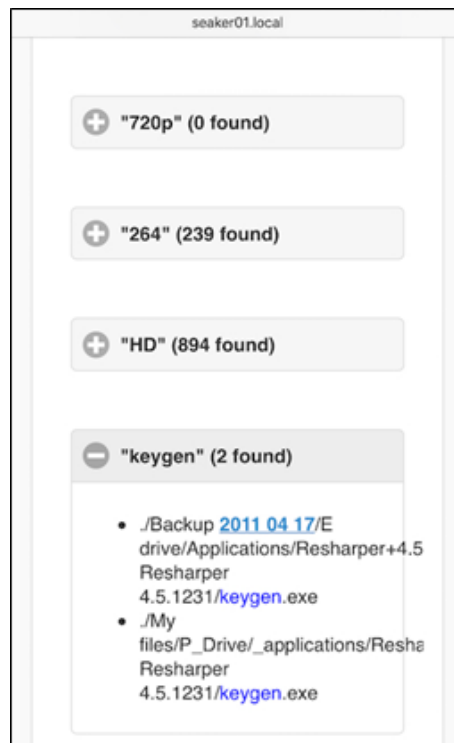 seaker01.local
"720p" (0 found)
"264" (239 found)
"HD" (894 found)
"keygen" (2 found)
./Backup 2011 04 17/E
drive/Applications/Resharper+4.5
Resharper
4.5.1231/keygen.exe
./My
files/P_Drive/_applications/Resha
Resharper
4.5.1231/keygen.exe